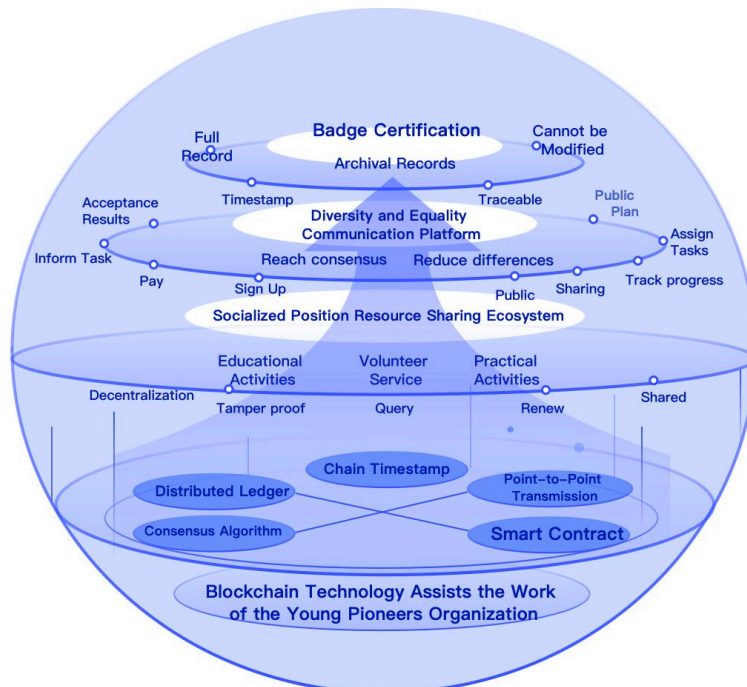 Badge Certification
Full
Record
Cannot be
Modified
Archival Records
Timestamp
Traceable
Acceptance
Results
Public
Plan
Diversity and Equality
Communication Platform
Assign
Tasks
Inform Task
Reach consensus
Reduce differences
Pay
Sign Up
Public
Sharing
Track progress
Socialized Position Resource Sharing Ecosystem
Educational
Activities
Volunteer
Service
Practical
Activities
Decentralization
Tamper proof
Query
Renew
Shared
Chain Timestamp
Distributed Ledger
Point-to-Point
Transmission
Consensus Algorithm
Smart Contract
Blockchain Technology Assists the Work
of the Young Pioneers Organization